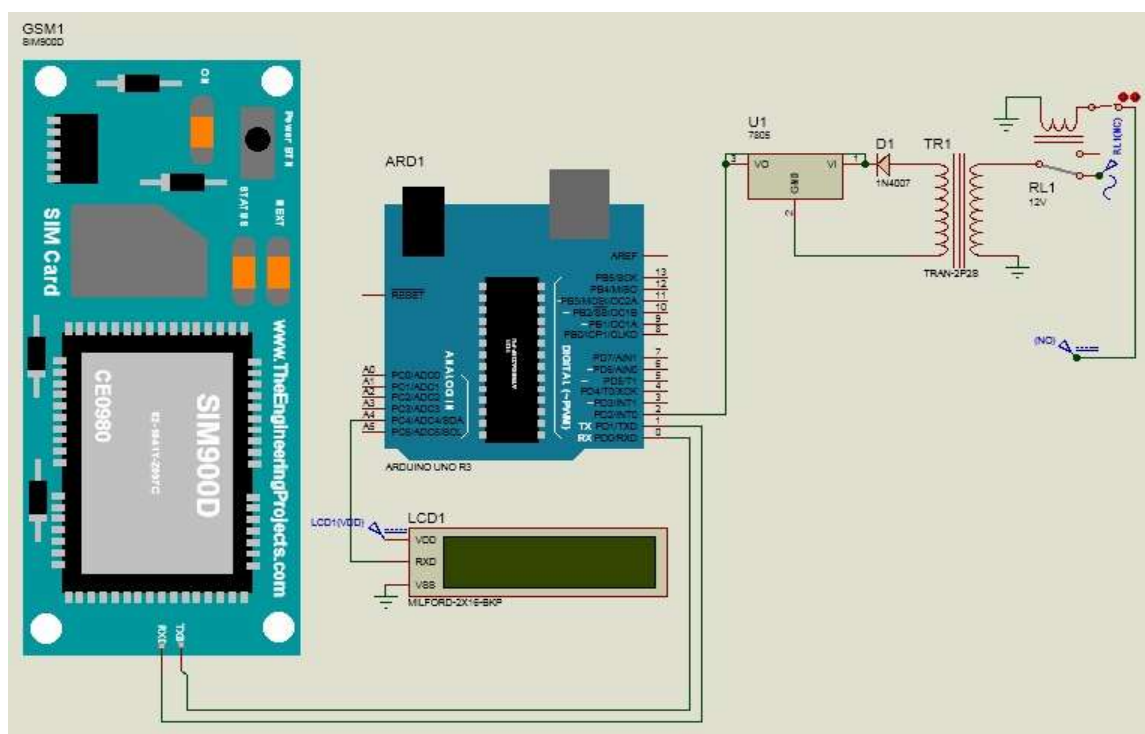 GSM1
SIM900D
ON
Power BTN
STATUS
NEXT
SIM Card
SIM900D
CE0980
www.TheEngineeringProjects.com
RXD
TXD
ARD1
RESET
AREF
13
PB5/SCK
12
PB4/MISO
11
~PB3/MOSI/OC2A
10
~PB2/SS/OC1B
9
~PB1/OC1A
8
PB0/ICP1/CLKO
7
PD7/AIN1
6
~PD6/AIN0
5
~PD5/T1
4
PD4/T0/XCK
3
~PD3/INT1
2
PD2/INT0
1
TX PD1/TXD
0
RX PD0/RXD
DIGITAL (~PWM)
ANALOG IN
A0
PC0/ADC0
A1
PC1/ADC1
A2
PC2/ADC2
A3
PC3/ADC3
A4
PC4/ADC4/SDA
A5
PC5/ADC5/SCL
ARDUINO UNO R3
U1
7805
3
VO
VI
1
GND
2
D1
1N4007
TR1
TRAN-2P2S
RL1
12V
RL1(NC)
(NO)
LCD1(VDD)
LCD1
VDD
RXD
VSS
MILFORD-2X16-BKP